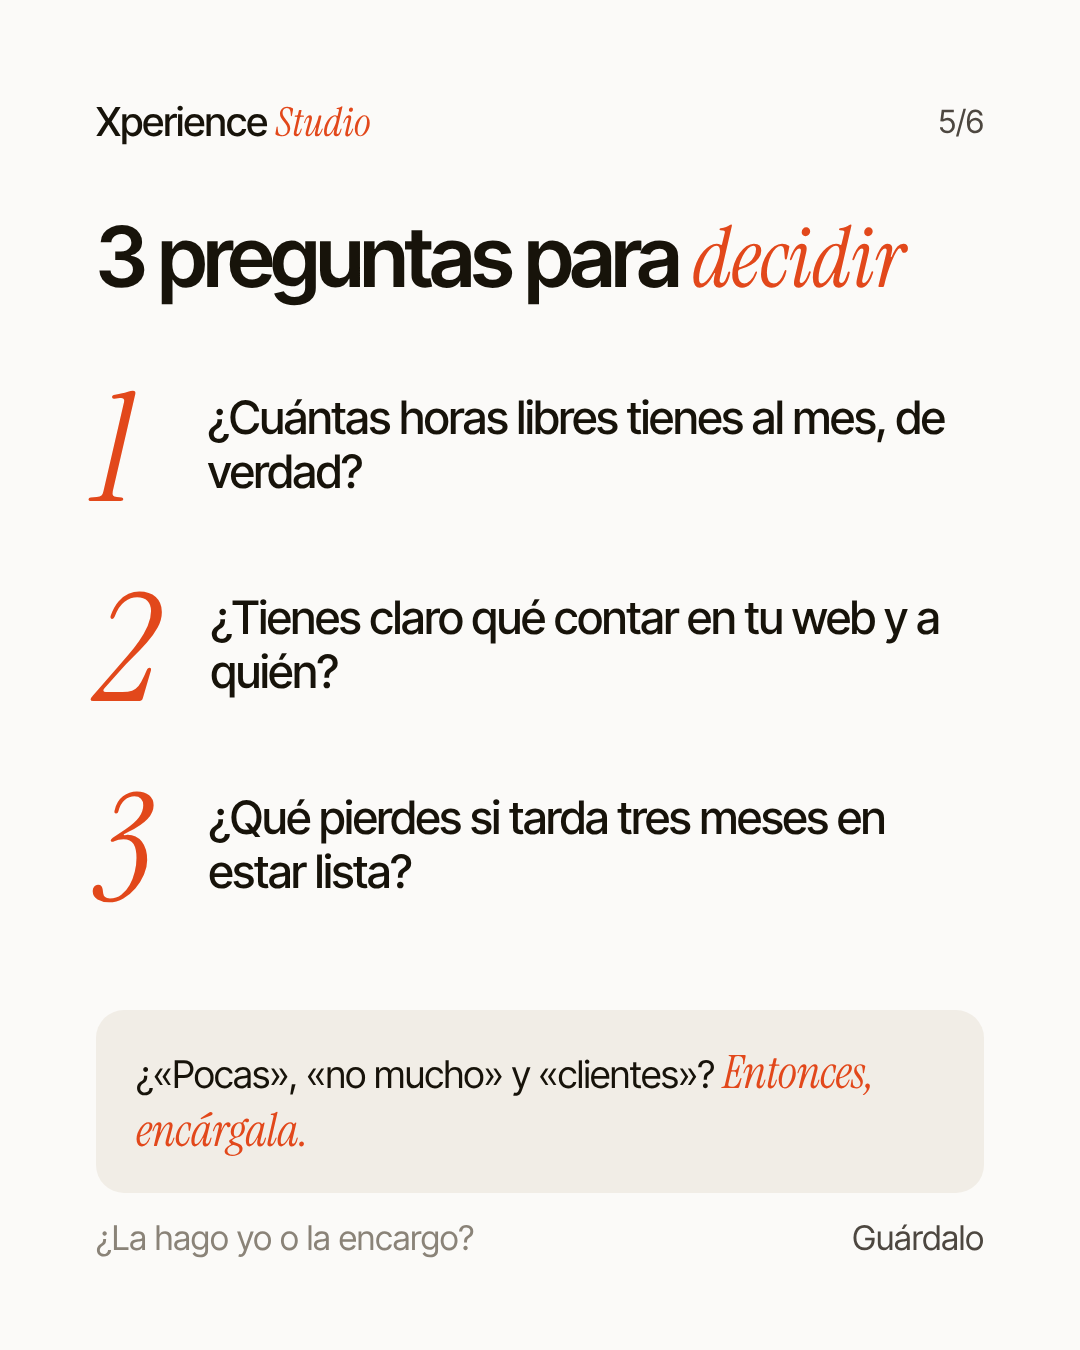 Xperience Studio
5/6
3 preguntas para decidir
1
¿Cuántas horas libres tienes al mes, de
verdad?
2
¿Tienes claro qué contar en tu web y a
quién?
3
¿Qué pierdes si tarda tres meses en
estar lista?
¿«Pocas», «no mucho» y «clientes»? Entonces,
encárgala.
¿La hago yo o la encargo?
Guárdalo